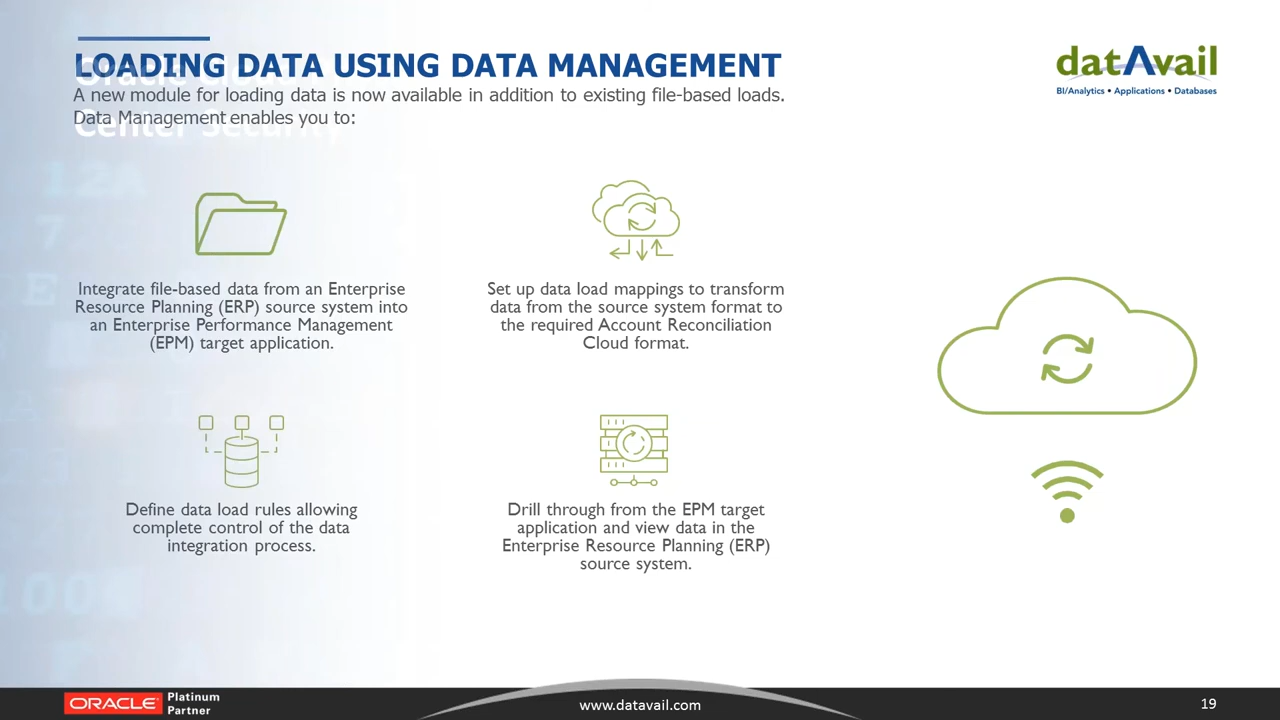 LOADING DATA USING DATA MANAGEMENT
A new module for loading data is now available in addition to existing file-based loads.
Data Management enables you to:
datAvail
BI/Analytics • Applications • Databases
Integrate file-based data from an Enterprise
Resource Planning (ERP) source system into
an Enterprise Performance Management
(EPM) target application.
Set up data load mappings to transform
data from the source system format to
the required Account Reconciliation
Cloud format.
Define data load rules allowing
complete control of the data
integration process.
Drill through from the EPM target
application and view data in the
Enterprise Resource Planning (ERP)
source system.
ORACLE
Platinum
Partner
www.datavail.com
19
Center Security